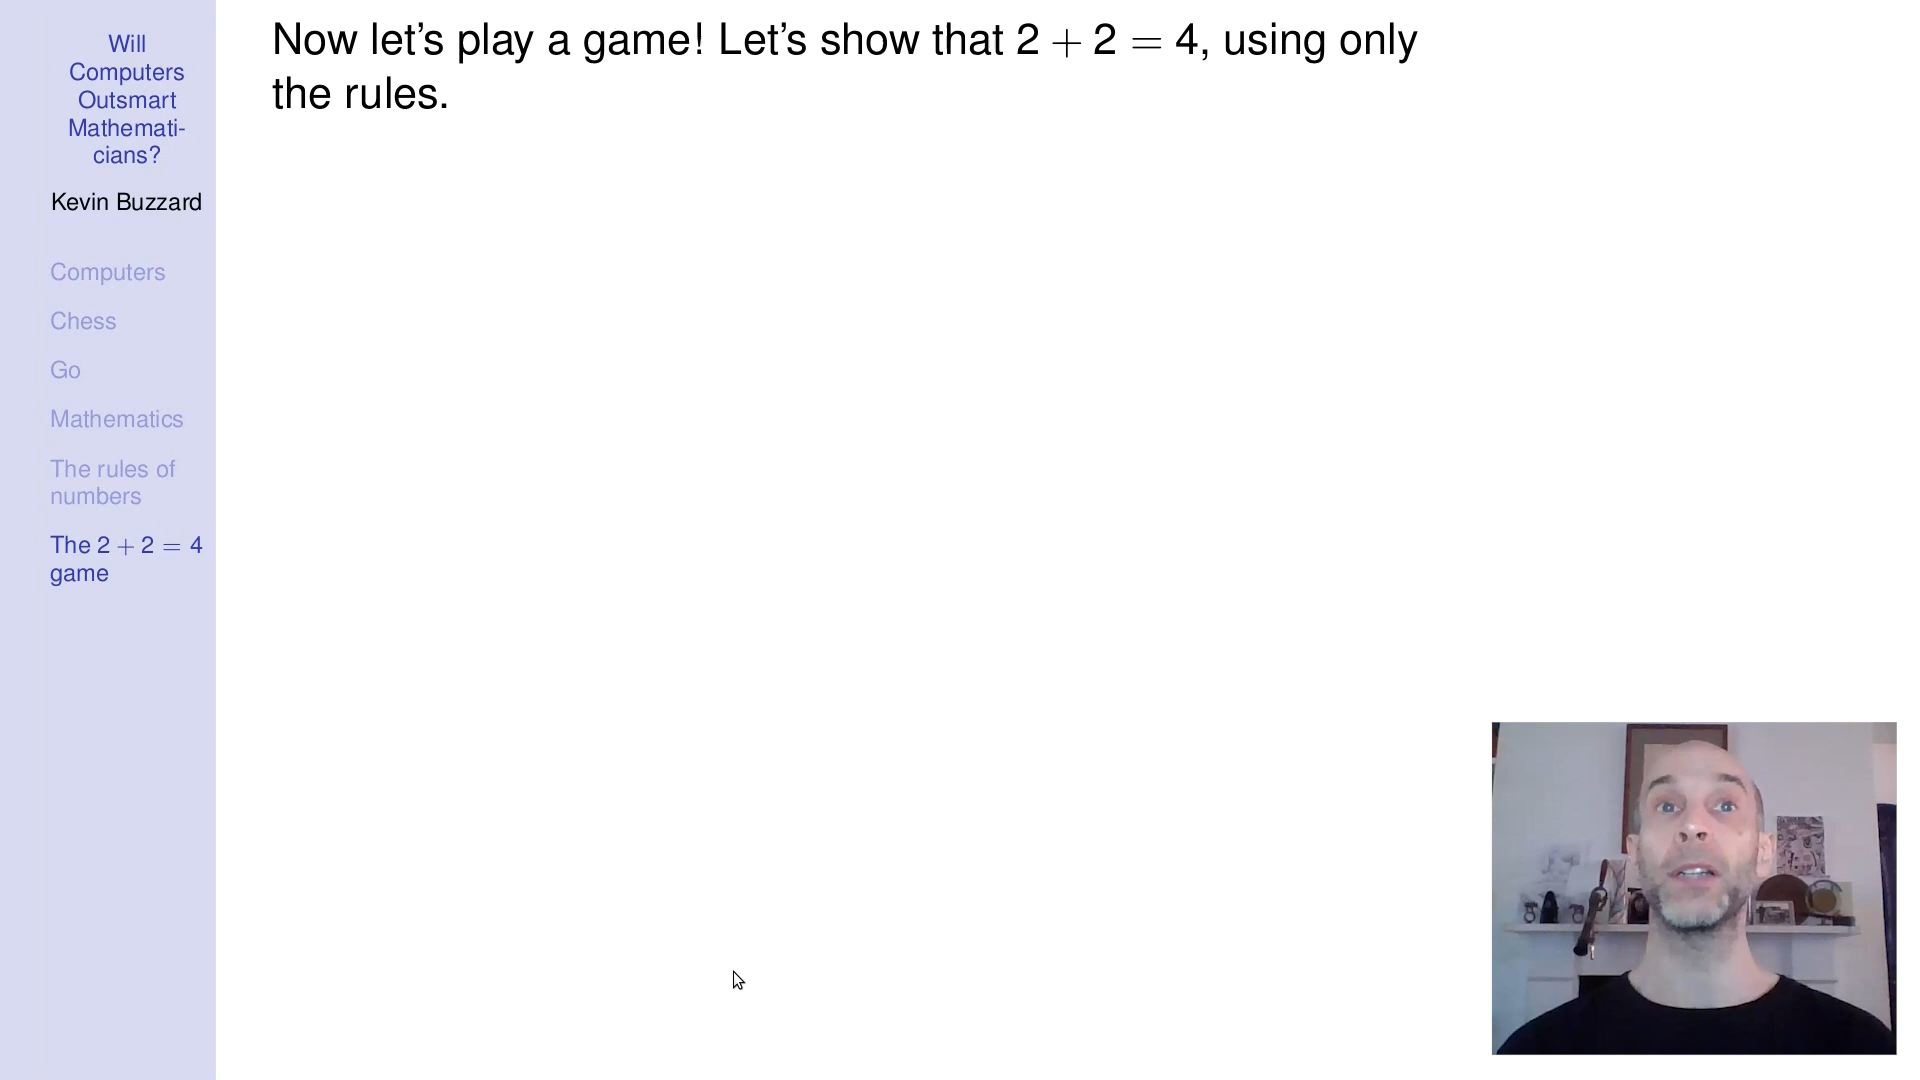 Will
Computers
Outsmart
Mathemati-
cians?
Kevin Buzzard
Computers
Chess
Go
Mathematics
The rules of
numbers
The 2 + 2 = 4
game
Now let’s play a game! Let’s show that 2 + 2 = 4, using only
the rules.